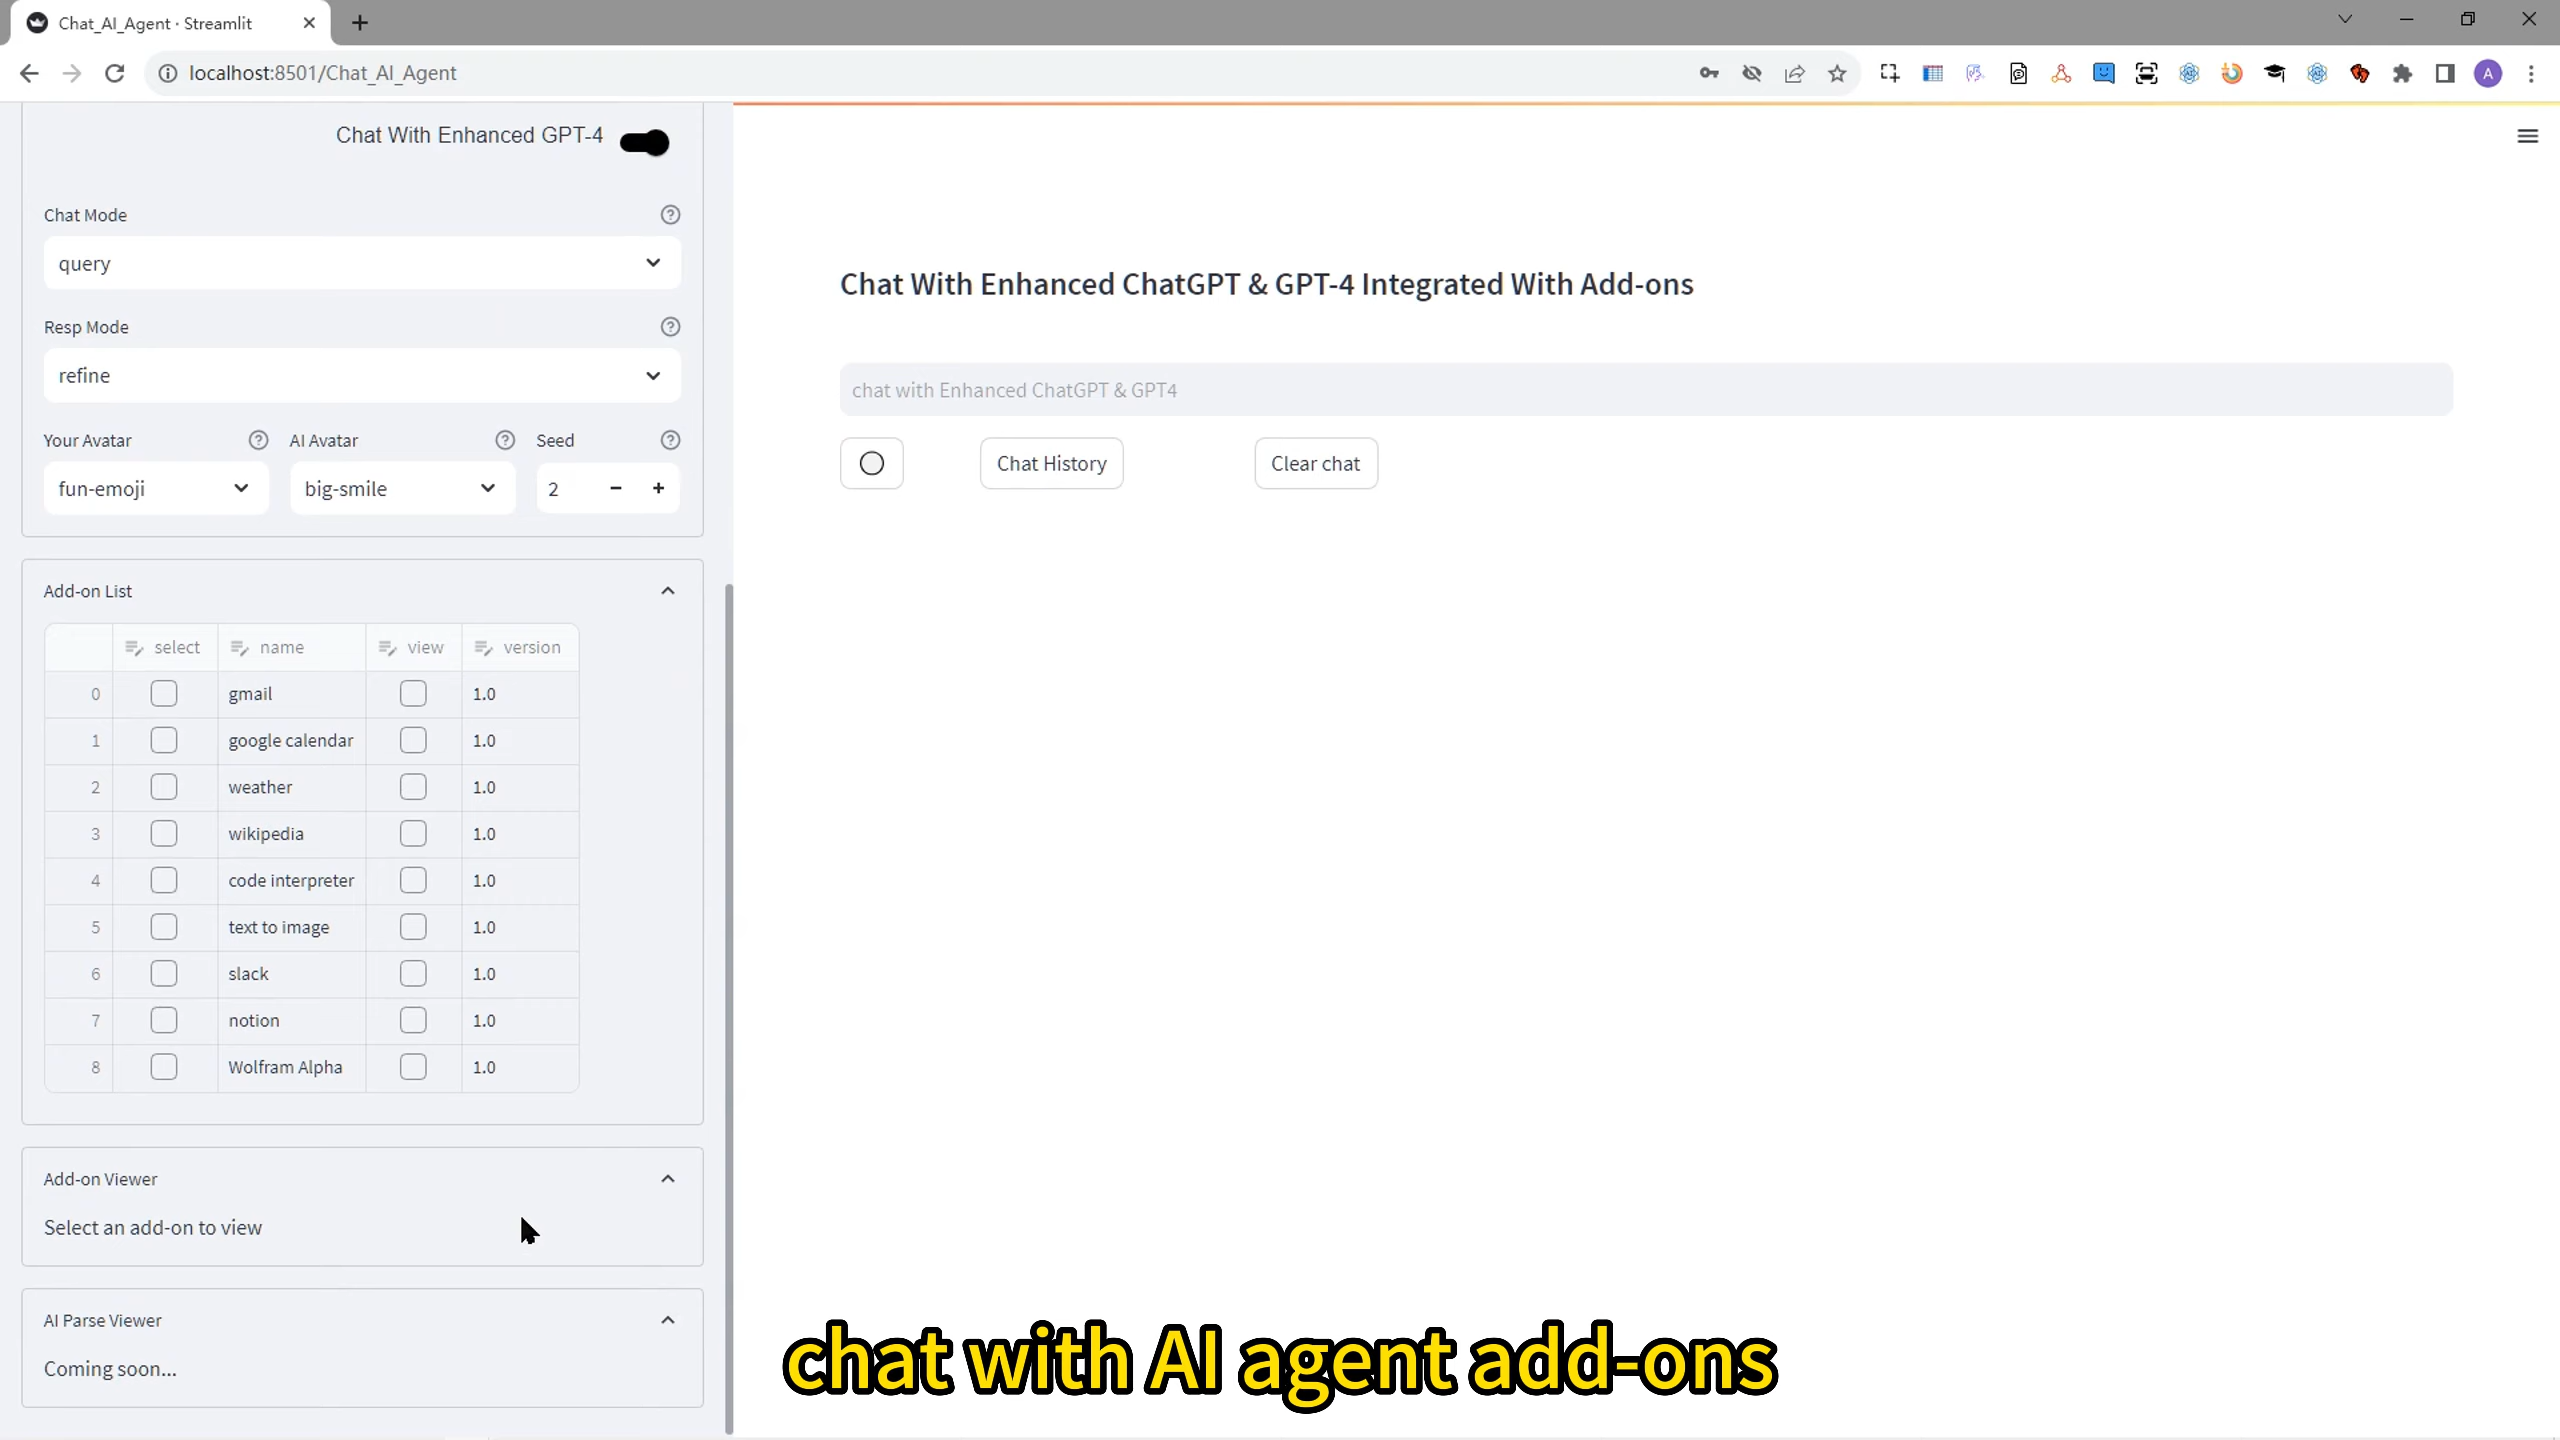 Chat_AI_Agent · Streamlit
localhost:8501/Chat_AI_Agent
A
Chat With Enhanced GPT-4
Chat Mode
query
Resp Mode
refine
Your Avatar AI Avatar Seed
fun-emoji big-smile 2 − +
Add-on List
select name view version
0 gmail 1.0
1 google calendar 1.0
2 weather 1.0
3 wikipedia 1.0
4 code interpreter 1.0
5 text to image 1.0
6 slack 1.0
7 notion 1.0
8 Wolfram Alpha 1.0
Add-on Viewer
Select an add-on to view
AI Parse Viewer
Coming soon...
Chat With Enhanced ChatGPT & GPT-4 Integrated With Add-ons
chat with Enhanced ChatGPT & GPT4
Chat History Clear chat
chat with AI agent add-ons